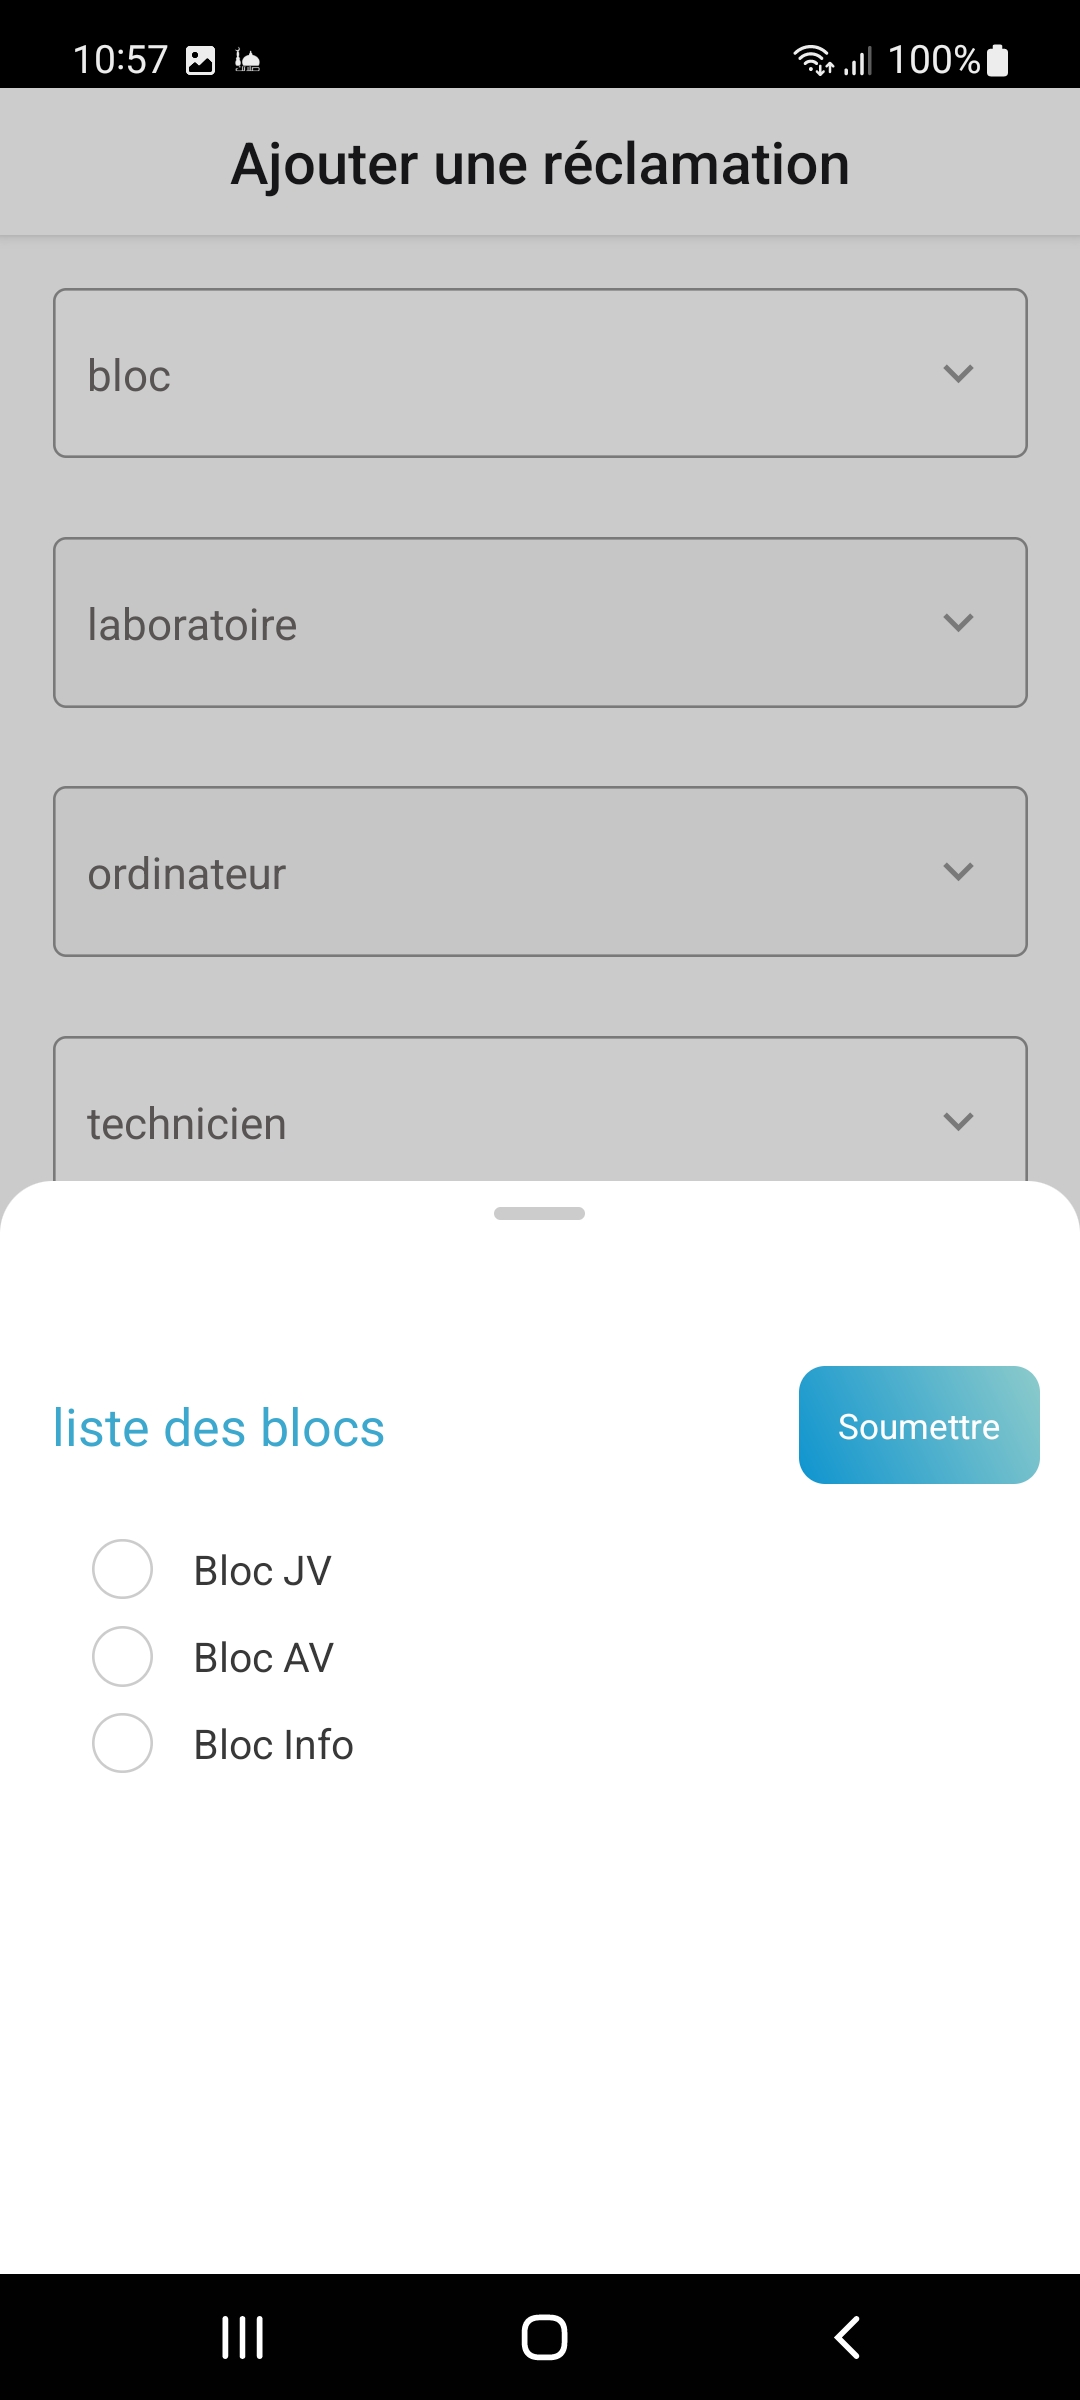 10:57
100%
Ajouter une réclamation
bloc
laboratoire
ordinateur
technicien
liste des blocs
Soumettre
Bloc JV
Bloc AV
Bloc Info